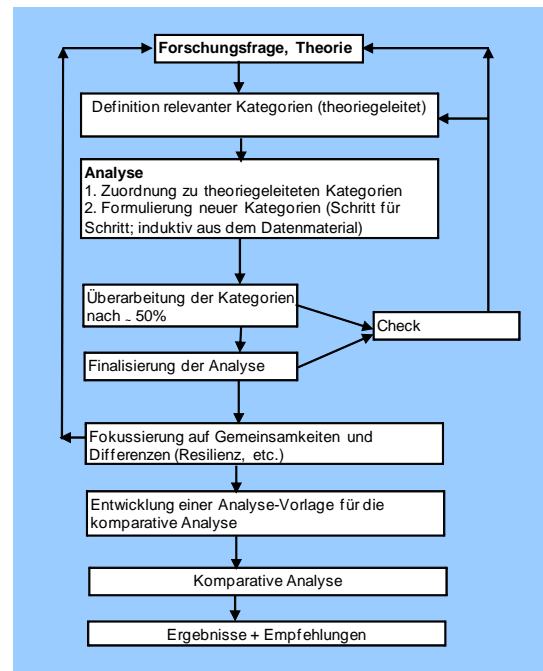 Forschungsfrage, Theorie
Definition relevanter Kategorien (theoriegeleitet)
Analyse
1. Zuordnung zu theoriegeleiteten Kategorien
2. Formulierung neuer Kategorien (Schritt für
Schritt; induktiv aus dem Datenmaterial)
Überarbeitung der Kategorien
nach ~ 50%
Check
Finalisierung der Analyse
Fokussierung auf Gemeinsamkeiten und
Differenzen (Resilienz, etc.)
Entwicklung einer Analyse-Vorlage für die
komparative Analyse
Komparative Analyse
Ergebnisse + Empfehlungen